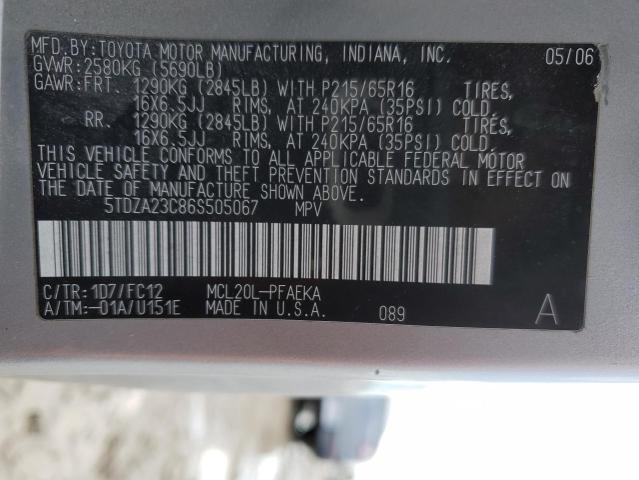 MFD.BY:TOYOTA MOTOR MANUFACTURING, INDIANA, INC. 05/06
GVWR:2580KG (5690LB)
GAWR:FRT. 1290KG (2845LB) WITH P215/65R16 TIRES,
16X6.5JJ RIMS, AT 240KPA (35PSI) COLD.
RR. 1290KG (2845LB) WITH P215/65R16 TIRES,
16X6.5JJ RIMS, AT 240KPA (35PSI) COLD.
THIS VEHICLE CONFORMS TO ALL APPLICABLE FEDERAL MOTOR
VEHICLE SAFETY AND THEFT PREVENTION STANDARDS IN EFFECT ON
THE DATE OF MANUFACTURE SHOWN ABOVE.
5TDZA23C86S505067 MPV
C/TR:1D7/FC12 MCL20L-PFAEKA
A/TM:-01A/U151E MADE IN U.S.A. 089 A